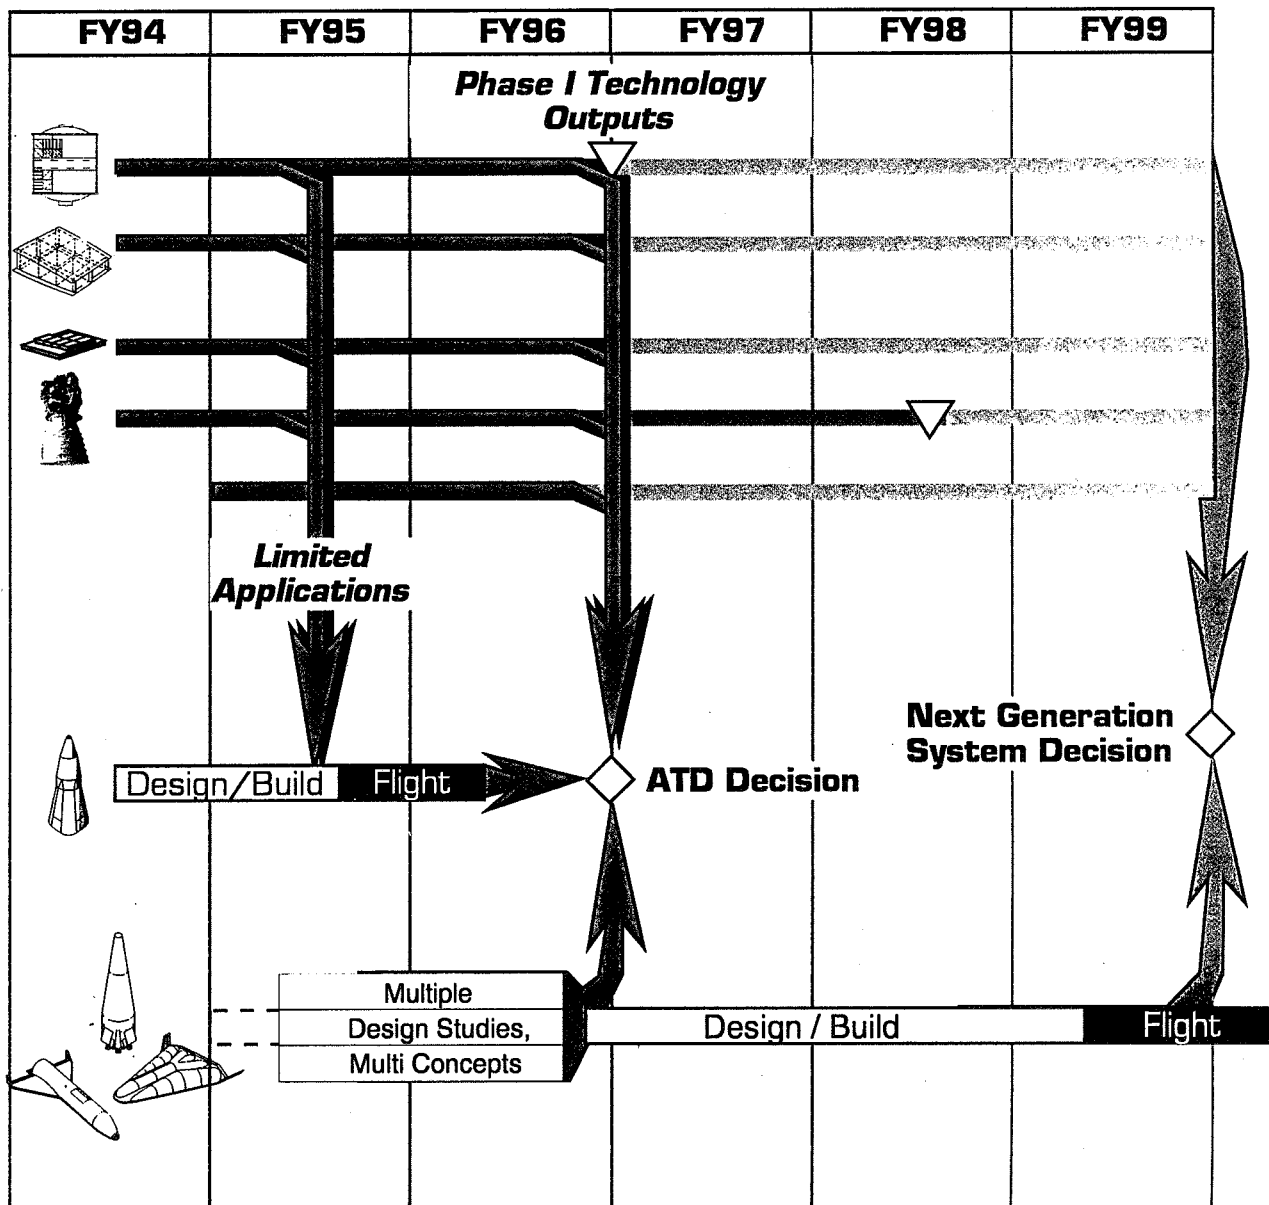 FY94 FY95 FY96 FY97 FY98 FY99
Phase I Technology
Outputs
Limited
Applications
Next Generation
System Decision
Design/Build Flight
ATD Decision
Multiple
Design Studies,
Multi Concepts
Design / Build
Flight